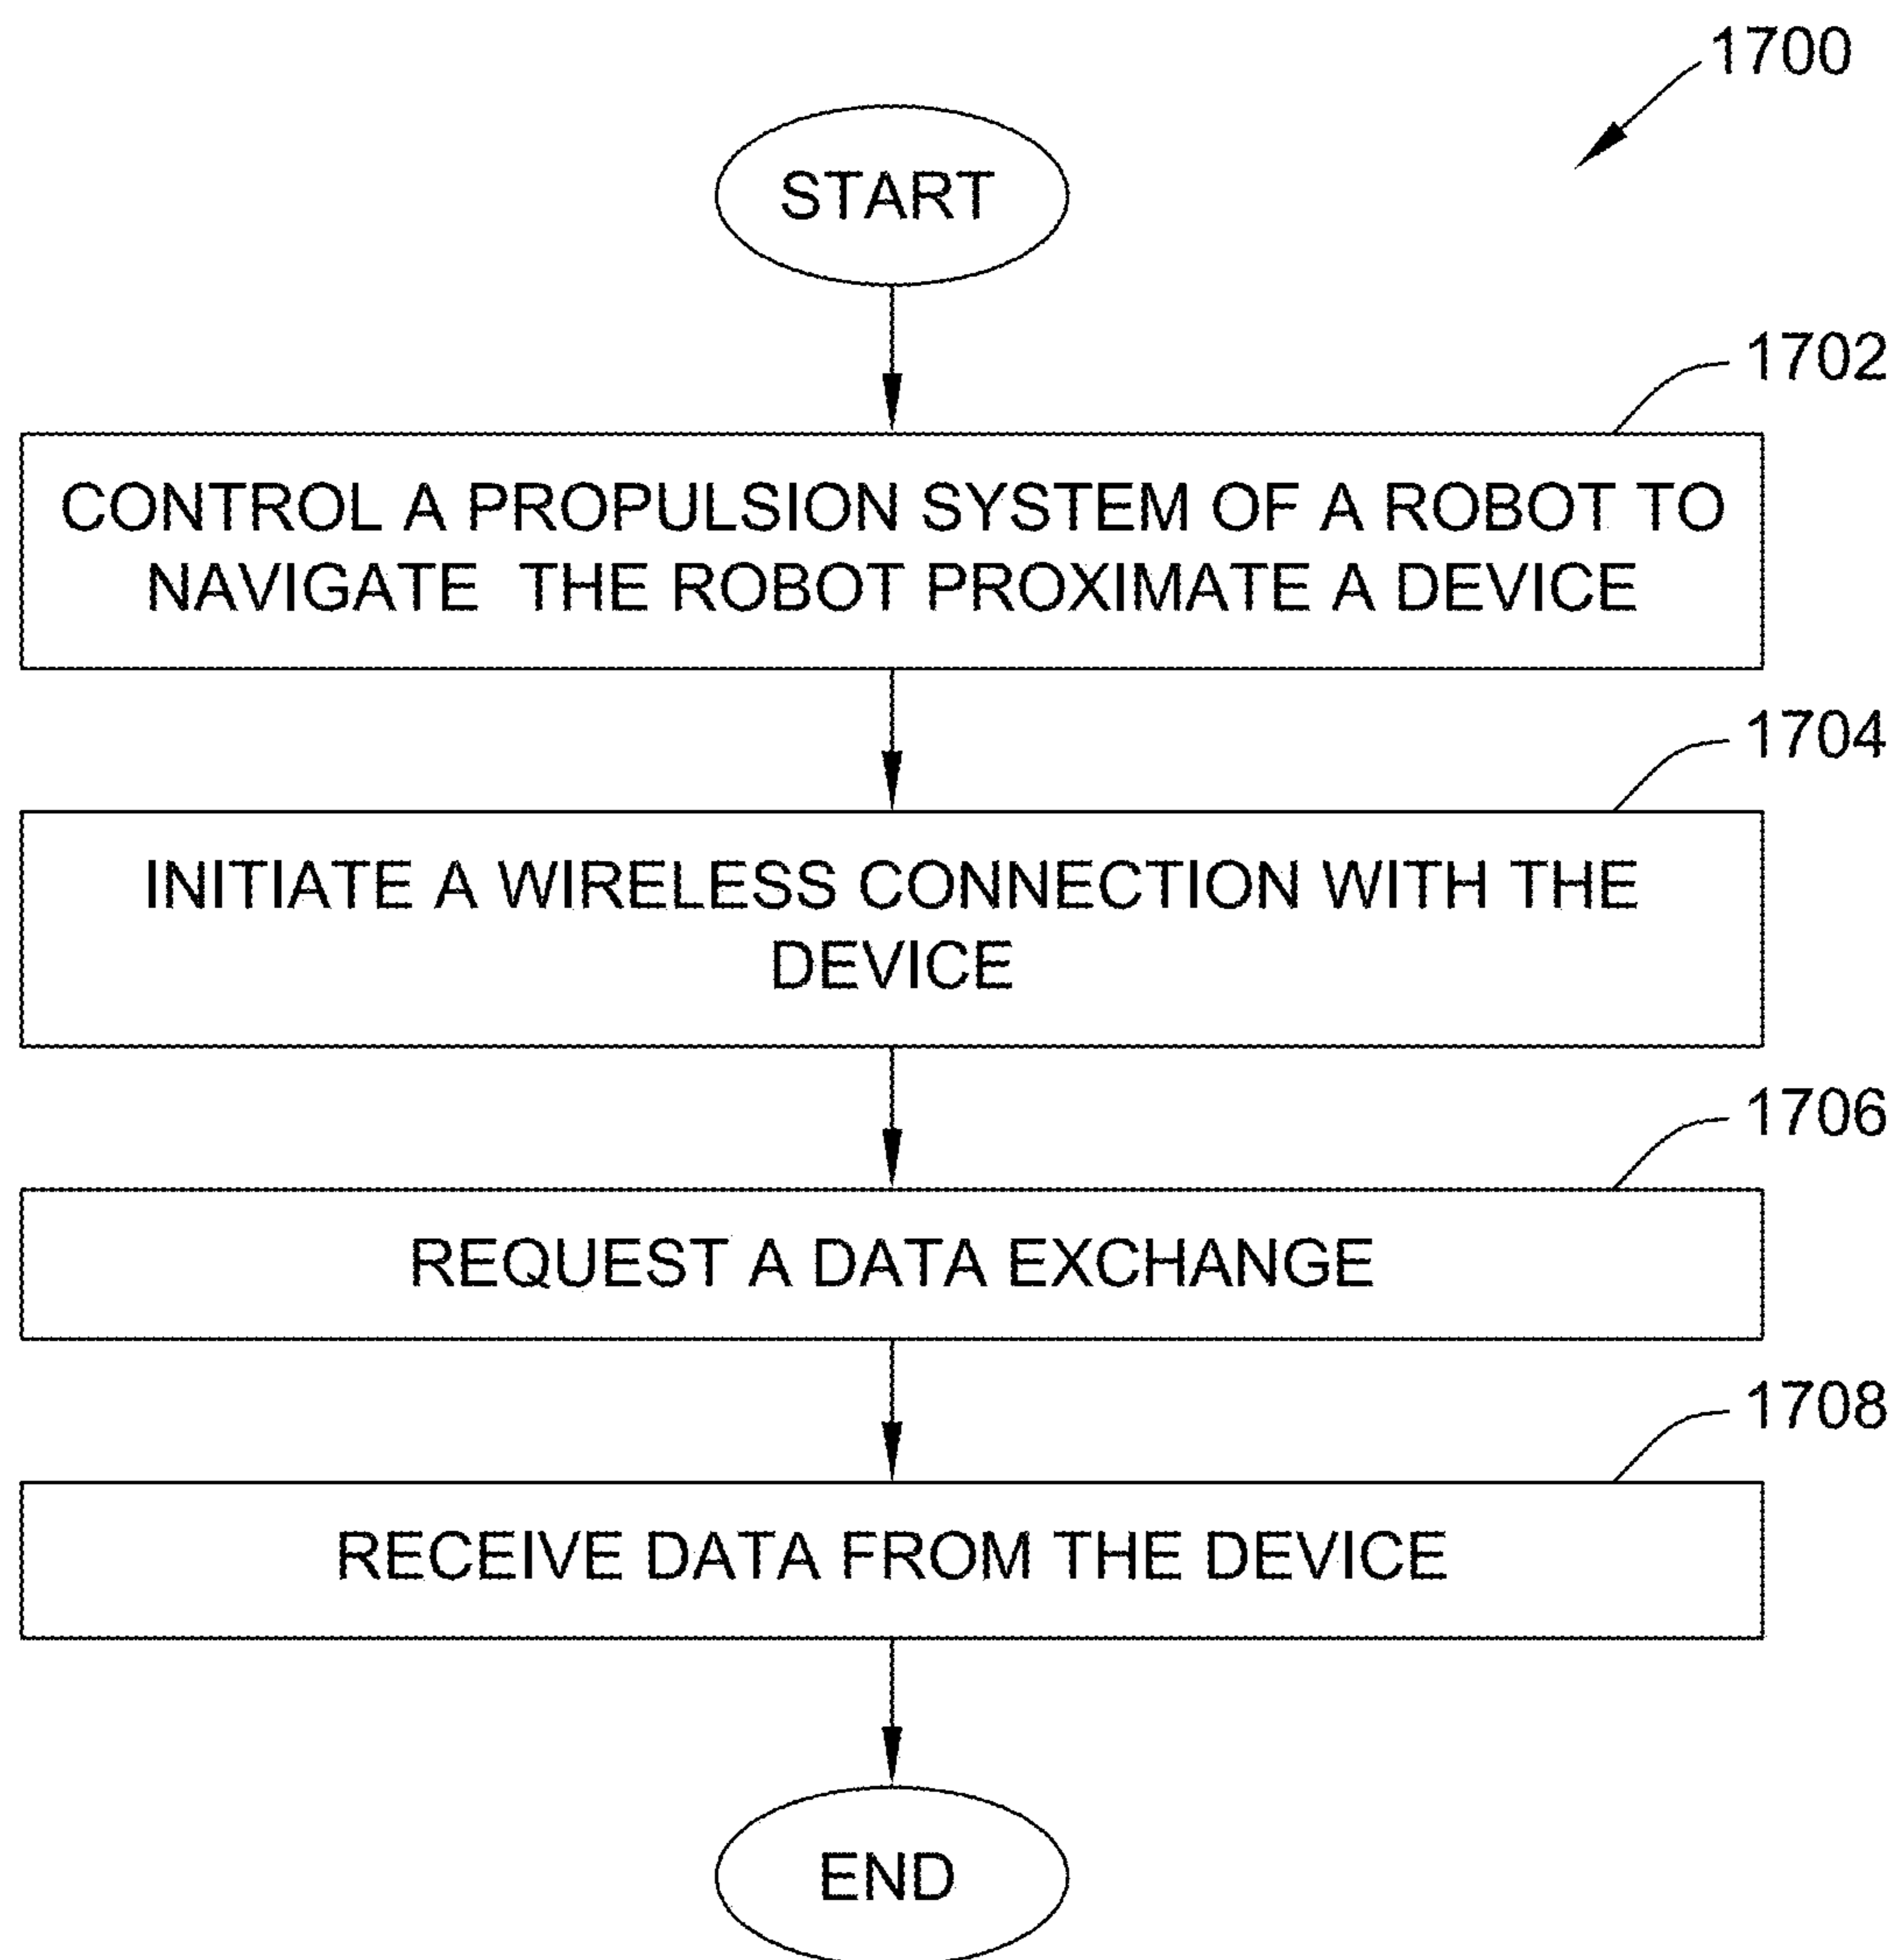 1700
START
1702
CONTROL A PROPULSION SYSTEM OF A ROBOT TO
NAVIGATE THE ROBOT PROXIMATE A DEVICE
1704
INITIATE A WIRELESS CONNECTION WITH THE
DEVICE
1706
REQUEST A DATA EXCHANGE
1708
RECEIVE DATA FROM THE DEVICE
END